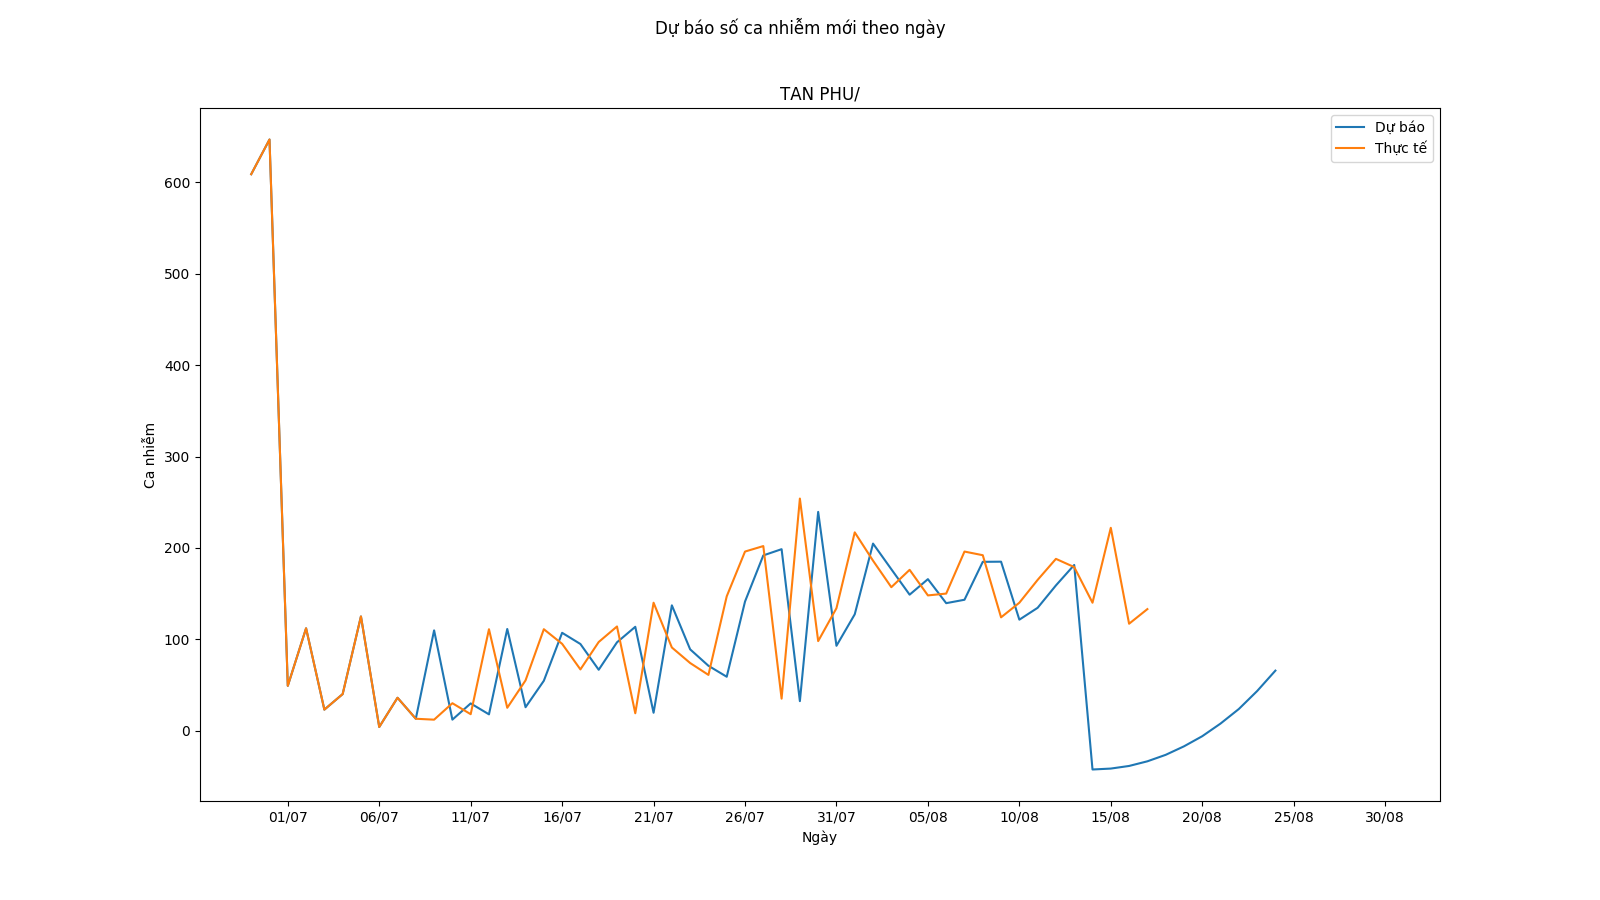 Dự báo số ca nhiễm mới theo ngày
TAN PHU/
Dự báo
Thực tế
600
500
400
300
200
100
0
Ca nhiễm
01/07 06/07 11/07 16/07 21/07 26/07 31/07 05/08 10/08 15/08 20/08 25/08 30/08
Ngày